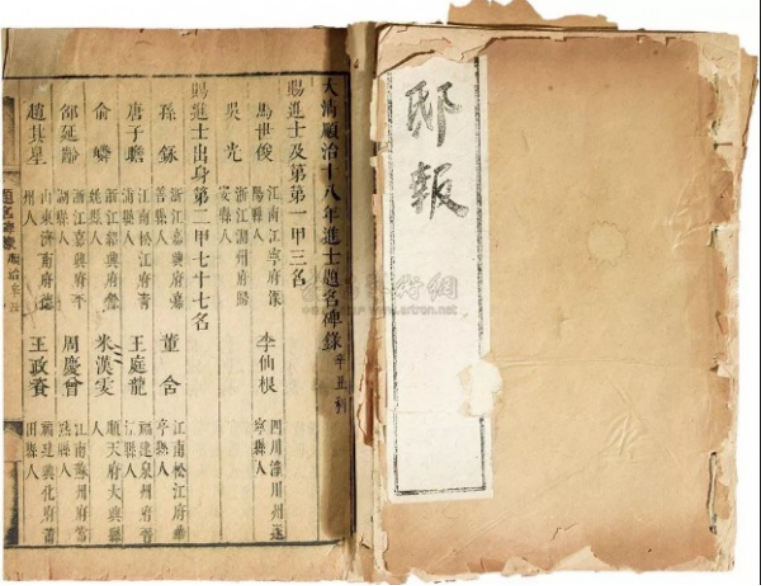 邸報
大清順治十八年進士題名碑錄 辛丑科
賜進士及第第一甲三名
馬世俊 江南江寧府溧陽縣人 李仙根 四川潼川州遂寧縣人
吳光 浙江湖州府歸安縣人
賜進士出身第二甲七十七名
孫 浙江嘉興府嘉善縣人 董含 江南松江府華亭縣人
唐子瞻 江南松江府青浦縣人 王庭龍 福建泉州府晉江縣人
俞 浙江紹興府餘姚縣人 米漢雯 順天府大興縣人
邵延齡 浙江嘉興府平湖縣人 周慶曾 江南蘇州府常熟縣人
趙其星 山東濟南府德州人 王政 福建興化府莆田縣人
題名碑錄 順治辛丑
www.artron.net